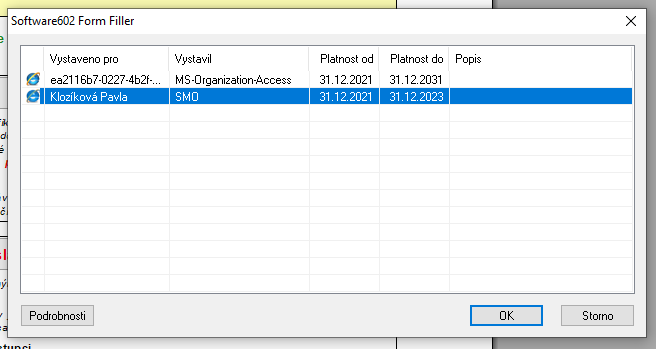 Software602 Form Filler
Vystaveno pro Vystavil Platnost od Platnost do Popis
ea2116b7-0227-4b2f-... MS-Organization-Access 31.12.2021 31.12.2031
Klozíková Pavla SMO 31.12.2021 31.12.2023
Podrobnosti OK Storno